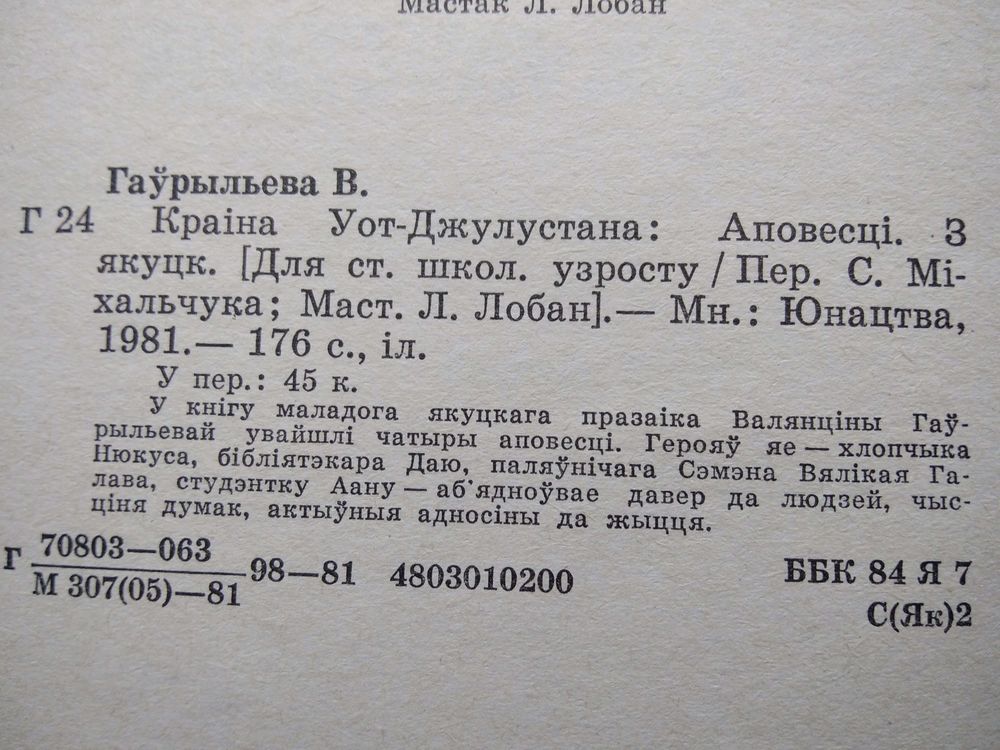 Мастак Л. Лобан
Гаўрыльева В.
Г 24 Краіна Уот-Джулустана: Аповесці. З
якуцк. [Для ст. школ. узросту / Пер. С. Мі-
хальчука; Маст. Л. Лобан].— Мн.: Юнацтва,
1981.— 176 с., іл.
У пер.: 45 к.
У кнігу маладога якуцкага празаіка Валянціны Гаў-
рыльевай увайшлі чатыры аповесці. Герояў яе — хлопчыка
Нюкуса, бібліятэкара Даю, паляўнічага Сэмэна Вялікая Га-
лава, студэнтку Аану — аб'ядноўвае давер да людзей, чыс-
ціня думак, актыўныя адносіны да жыцця.
Г 70803—063
М 307(05)—81 98—81 4803010200 ББК 84 Я 7
С(Як)2